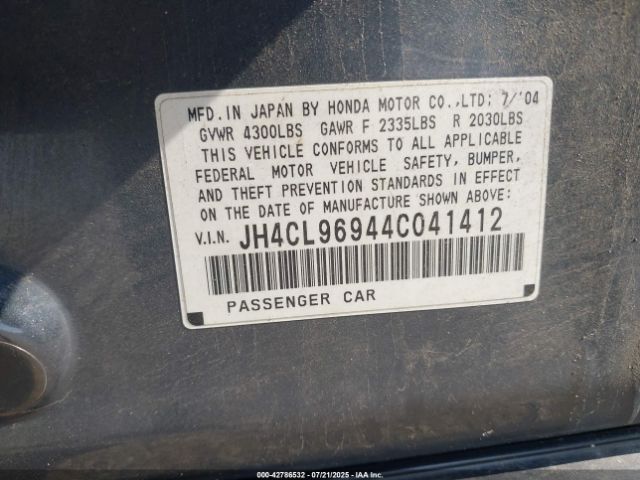 MFD. IN JAPAN BY HONDA MOTOR CO.,LTD; 7/'04
GVWR 4300LBS GAWR F 2335LBS R 2030LBS
THIS VEHICLE CONFORMS TO ALL APPLICABLE
FEDERAL MOTOR VEHICLE SAFETY, BUMPER,
AND THEFT PREVENTION STANDARDS IN EFFECT
ON THE DATE OF MANUFACTURE SHOWN ABOVE:
V.I.N. JH4CL96944C041412
PASSENGER CAR
000-42786532 - 07/21/2025 - IAAI.COM